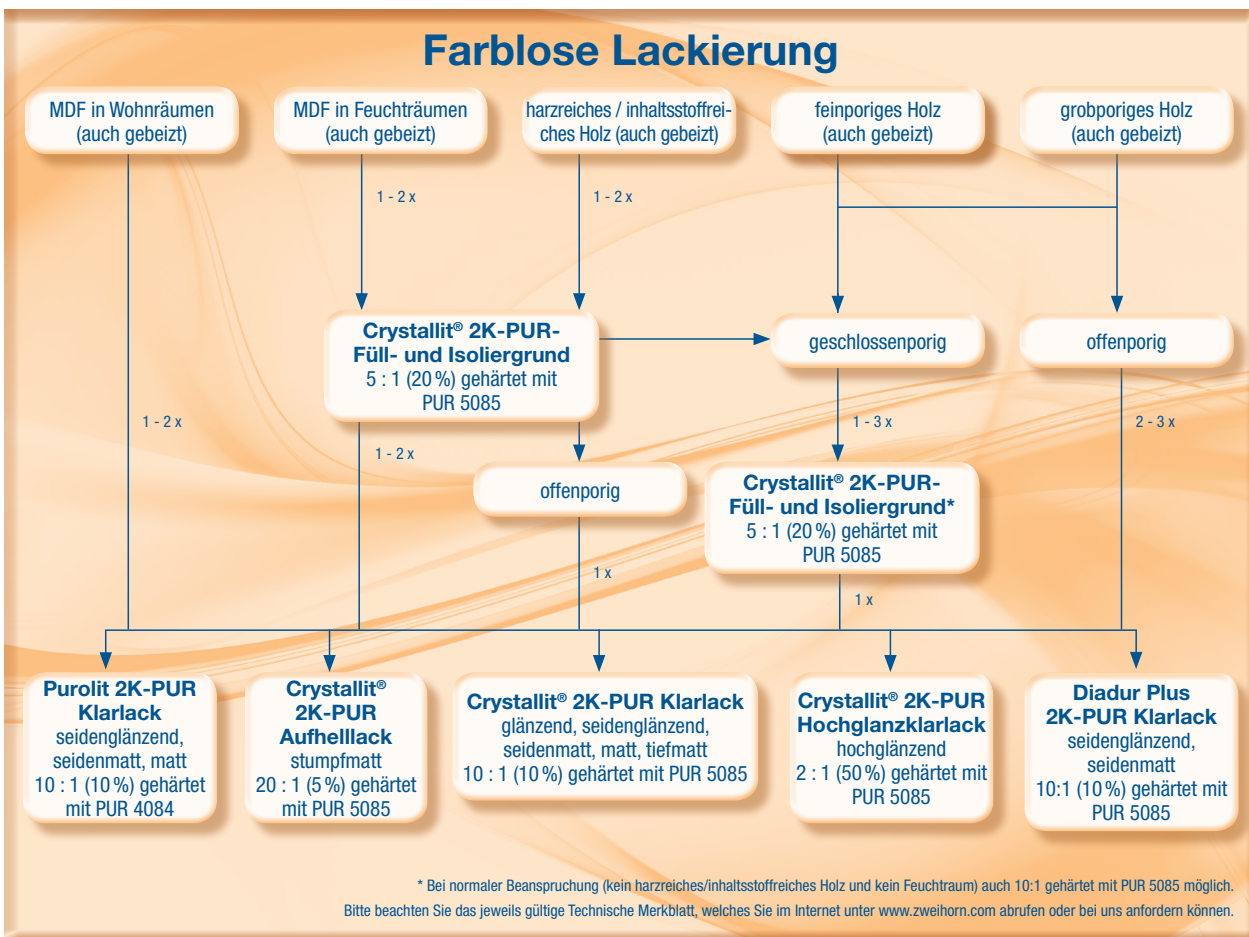 Farblose Lackierung
MDF in Wohnräumen
(auch gebeizt)
MDF in Feuchträumen
(auch gebeizt)
harzreiches / inhaltsstoffrei-
ches Holz (auch gebeizt)
feinporiges Holz
(auch gebeizt)
grobporiges Holz
(auch gebeizt)
1 - 2 x
1 - 2 x
Crystallit® 2K-PUR-
Füll- und Isoliergrund
5 : 1 (20 %) gehärtet mit
PUR 5085
geschlossenporig
offenporig
1 - 2 x
1 - 2 x
1 - 3 x
2 - 3 x
offenporig
Crystallit® 2K-PUR-
Füll- und Isoliergrund*
5 : 1 (20 %) gehärtet mit
PUR 5085
1 x
1 x
Purolit 2K-PUR
Klarlack
seidenglänzend,
seidenmatt, matt
10 : 1 (10 %) gehärtet
mit PUR 4084
Crystallit®
2K-PUR
Aufhelllack
stumpfmatt
20 : 1 (5 %) gehärtet
mit PUR 5085
Crystallit® 2K-PUR Klarlack
glänzend, seidenglänzend,
seidenmatt, matt, tiefmatt
10 : 1 (10 %) gehärtet mit PUR 5085
Crystallit® 2K-PUR
Hochglanzklarlack
hochglänzend
2 : 1 (50 %) gehärtet mit
PUR 5085
Diadur Plus
2K-PUR Klarlack
seidenglänzend,
seidenmatt
10:1 (10 %) gehärtet mit
PUR 5085
* Bei normaler Beanspruchung (kein harzreiches/inhaltsstoffreiches Holz und kein Feuchtraum) auch 10:1 gehärtet mit PUR 5085 möglich.
Bitte beachten Sie das jeweils gültige Technische Merkblatt, welches Sie im Internet unter www.zweihorn.com abrufen oder bei uns anfordern können.